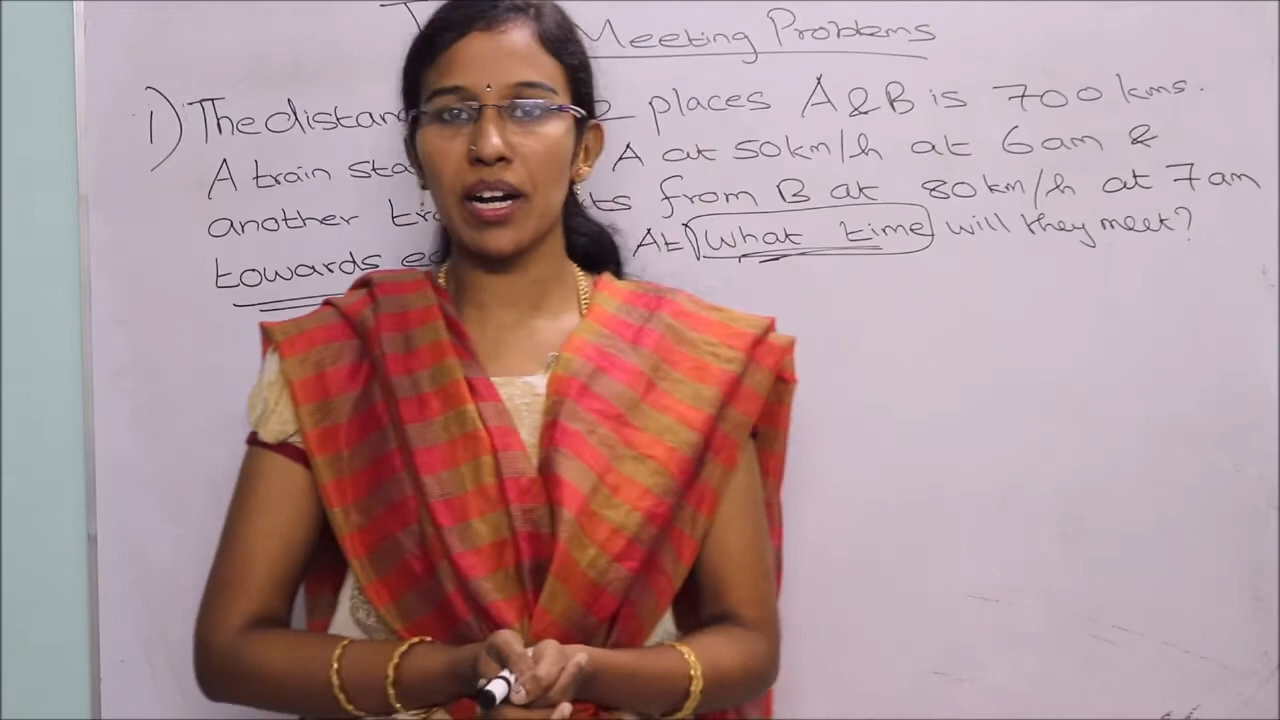 Meeting Problems
1) The distan 2 places A & B is 700 kms.
A train sta A at 50km/h at 6am &
another tr ts from B at 80km/h at 7am
towards e At what time will they meet?